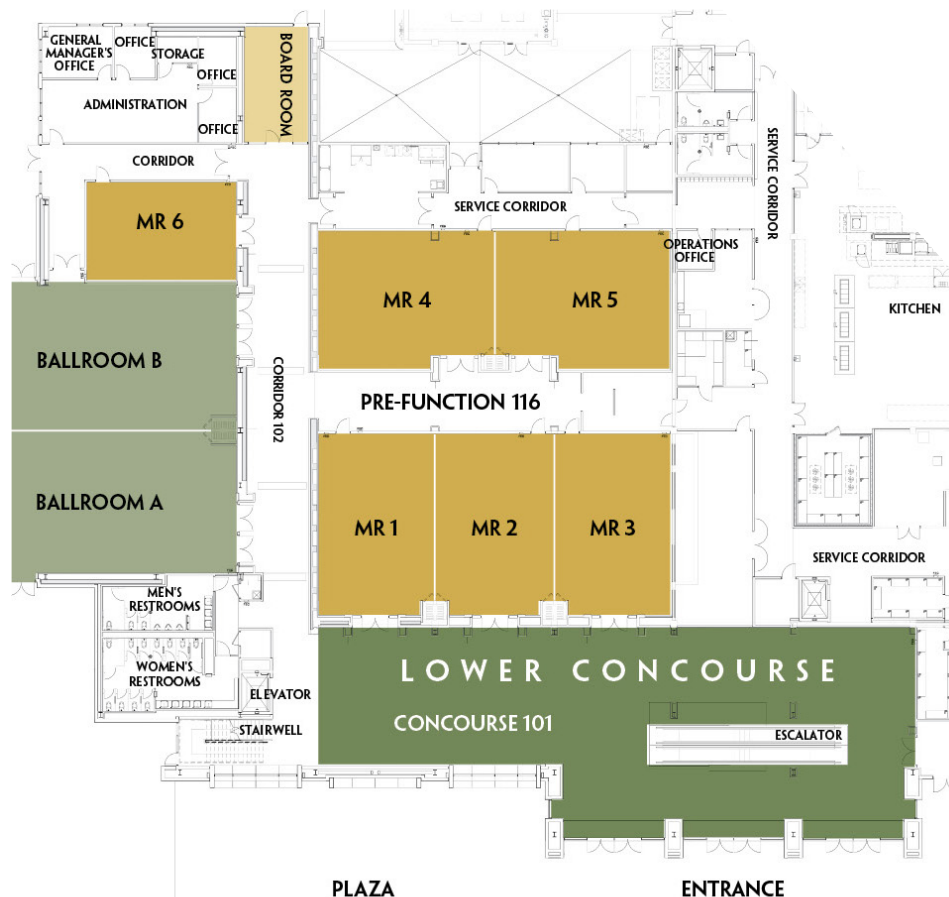 GENERAL
MANAGER'S
OFFICE
OFFICE
STORAGE
OFFICE
BOARD ROOM
ADMINISTRATION
OFFICE
CORRIDOR
SERVICE CORRIDOR
MR 6
SERVICE CORRIDOR
OPERATIONS
OFFICE
MR 4
MR 5
KITCHEN
BALLROOM B
CORRIDOR 102
PRE-FUNCTION 116
BALLROOM A
MR 1
MR 2
MR 3
SERVICE CORRIDOR
MEN'S
RESTROOMS
WOMEN'S
RESTROOMS
LOWER CONCOURSE
ELEVATOR
CONCOURSE 101
STAIRWELL
ESCALATOR
PLAZA
ENTRANCE